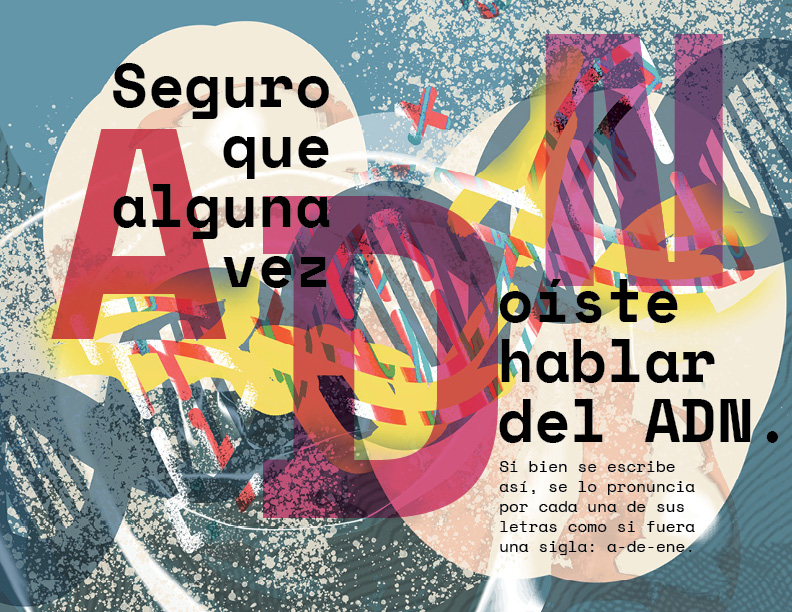 Seguro
que
alguna
vez
ADN
oíste
hablar
del ADN.
Si bien se escribe
así, se lo pronuncia
por cada una de sus
letras como si fuera
una sigla: a-de-ene.